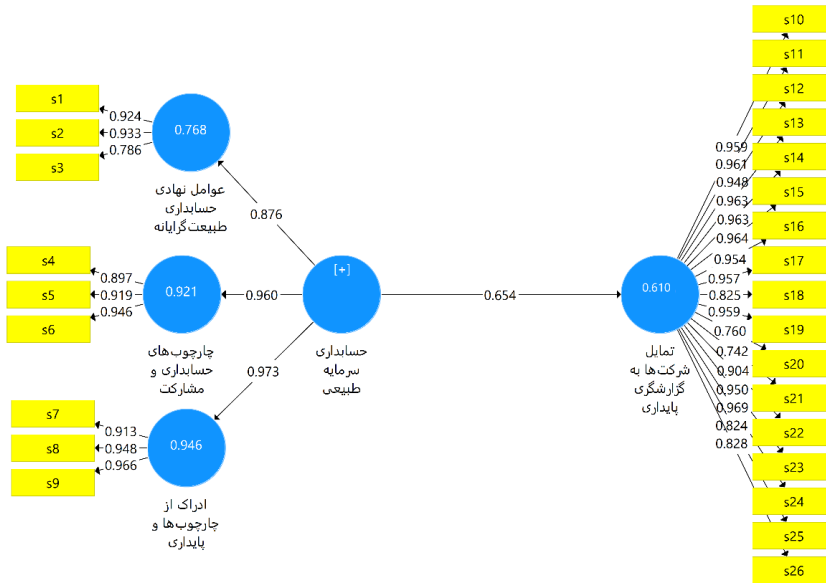 s1
s2
s3
0.924
0.933
0.786
0.768
عوامل نهادی
حسابداری
طبیعت‌گرایانه
0.876
s4
s5
s6
0.897
0.919
0.946
0.921
چارچوب‌های
حسابداری و
مشارکت
0.960
s7
s8
s9
0.913
0.948
0.966
0.946
ادراک از
چارچوب‌ها و
پایداری
0.973
[+]
حسابداری
سرمایه
طبیعی
0.654
0.610
تمایل
شرکت‌ها به
گزارشگری
پایداری
0.959
0.961
0.948
0.963
0.963
0.964
0.954
0.957
0.825
0.959
0.760
0.742
0.904
0.950
0.969
0.824
0.828
s10
s11
s12
s13
s14
s15
s16
s17
s18
s19
s20
s21
s22
s23
s24
s25
s26